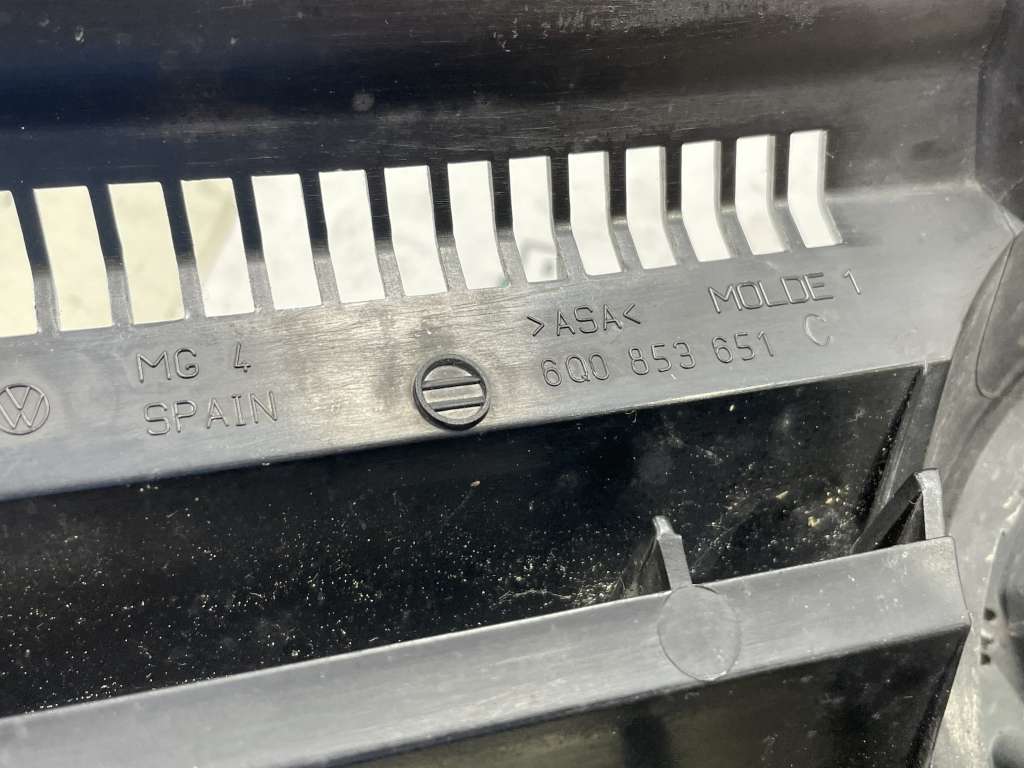 MG 4
SPAIN
>ASA< MOLDE 1
6Q0 853 651 C